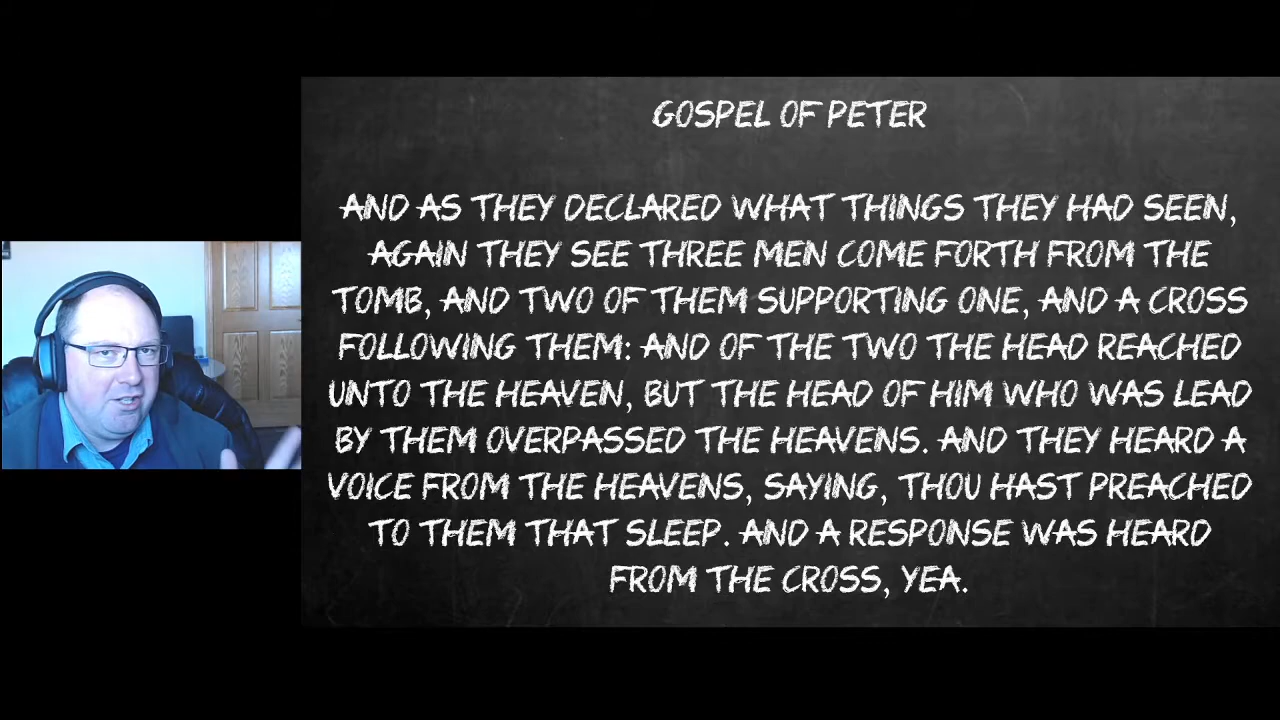 GOSPEL OF PETER
AND AS THEY DECLARED WHAT THINGS THEY HAD SEEN,
AGAIN THEY SEE THREE MEN COME FORTH FROM THE
TOMB, AND TWO OF THEM SUPPORTING ONE, AND A CROSS
FOLLOWING THEM: AND OF THE TWO THE HEAD REACHED
UNTO THE HEAVEN, BUT THE HEAD OF HIM WHO WAS LEAD
BY THEM OVERPASSED THE HEAVENS. AND THEY HEARD A
VOICE FROM THE HEAVENS, SAYING, THOU HAST PREACHED
TO THEM THAT SLEEP. AND A RESPONSE WAS HEARD
FROM THE CROSS, YEA.